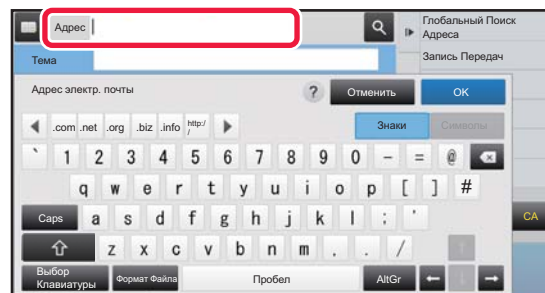 Адрес
Глобальный Поиск
Адреса
Тема
Запись Передач
Адрес электр. почты
?
Отменить
OK
.com .net .org .biz .info http:/
/
Знаки
Символы
` 1 2 3 4 5 6 7 8 9 0 - = @
q w e r t y u i o p [ ] #
Caps a s d f g h j k l ; '
CA
z x c v b n m , . /
Выбор
Клавиатуры
Формат Файла
Пробел
AltGr